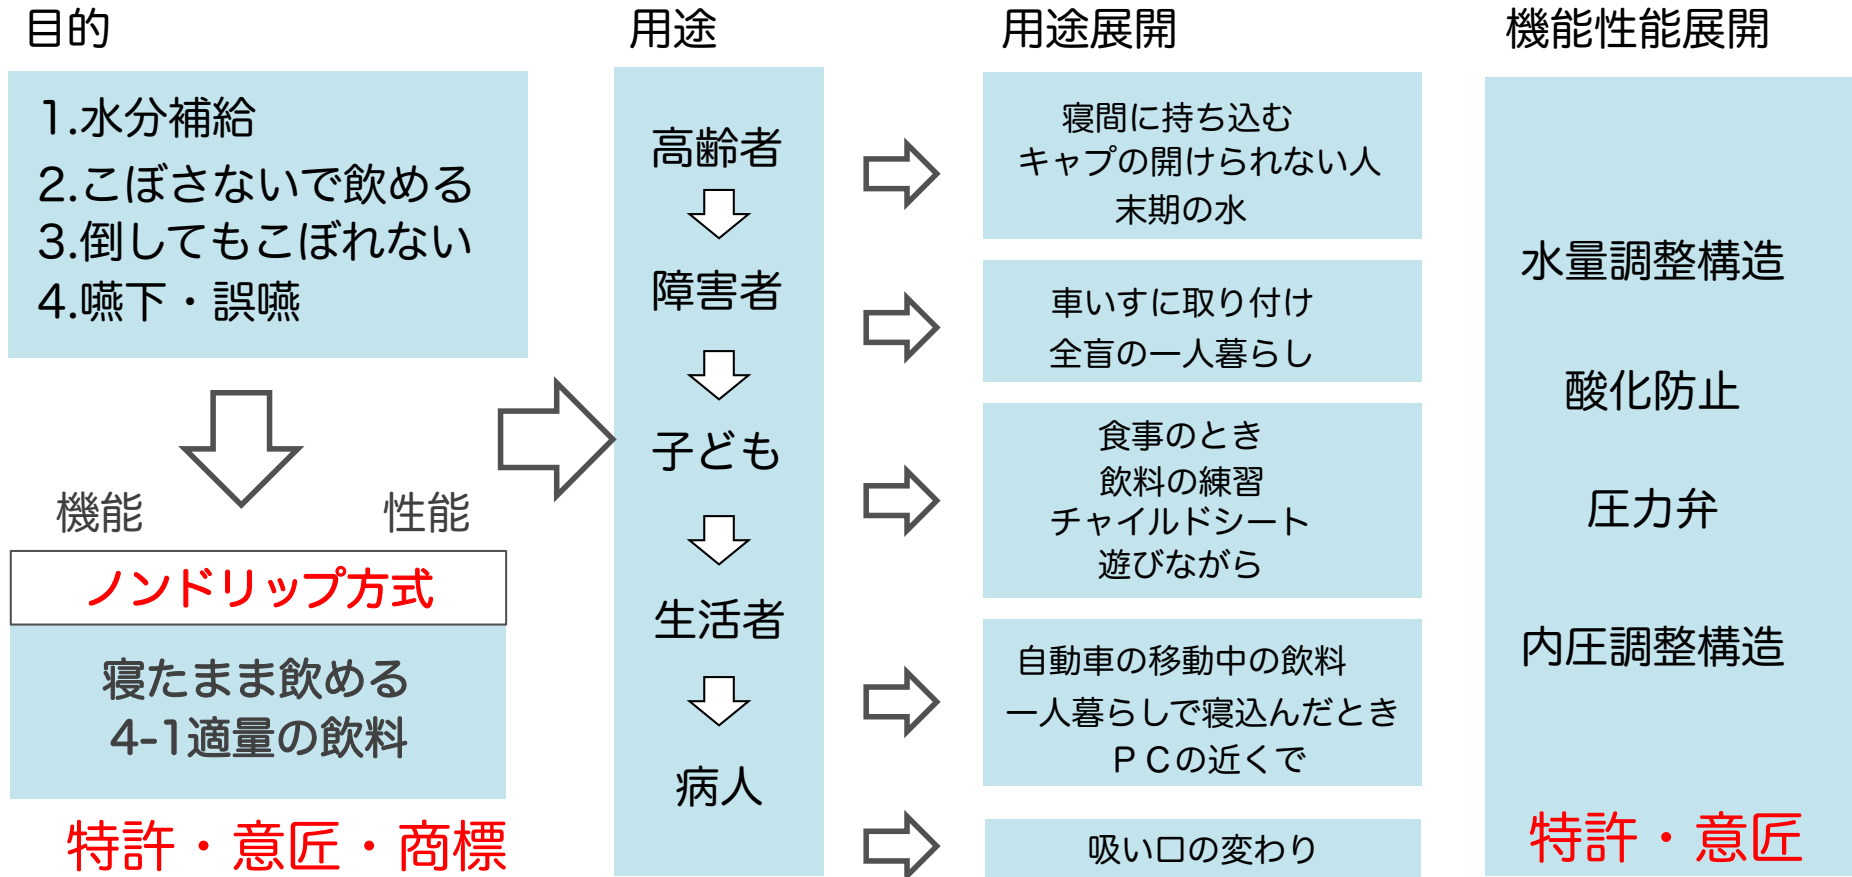 目的
1.水分補給
2.こぼさないで飲める
3.倒してもこぼれない
4.嚥下・誤嚥
機能
性能
ノンドリップ方式
寝たまま飲める
4-1適量の飲料
特許・意匠・商標
用途
高齢者
障害者
子ども
生活者
病人
用途展開
寝間に持ち込む
キャプの開けられない人
末期の水
車いすに取り付け
全盲の一人暮らし
食事のとき
飲料の練習
チャイルドシート
遊びながら
自動車の移動中の飲料
一人暮らしで寝込んだとき
ＰＣの近くで
吸い口の変わり
機能性能展開
水量調整構造
酸化防止
圧力弁
内圧調整構造
特許・意匠